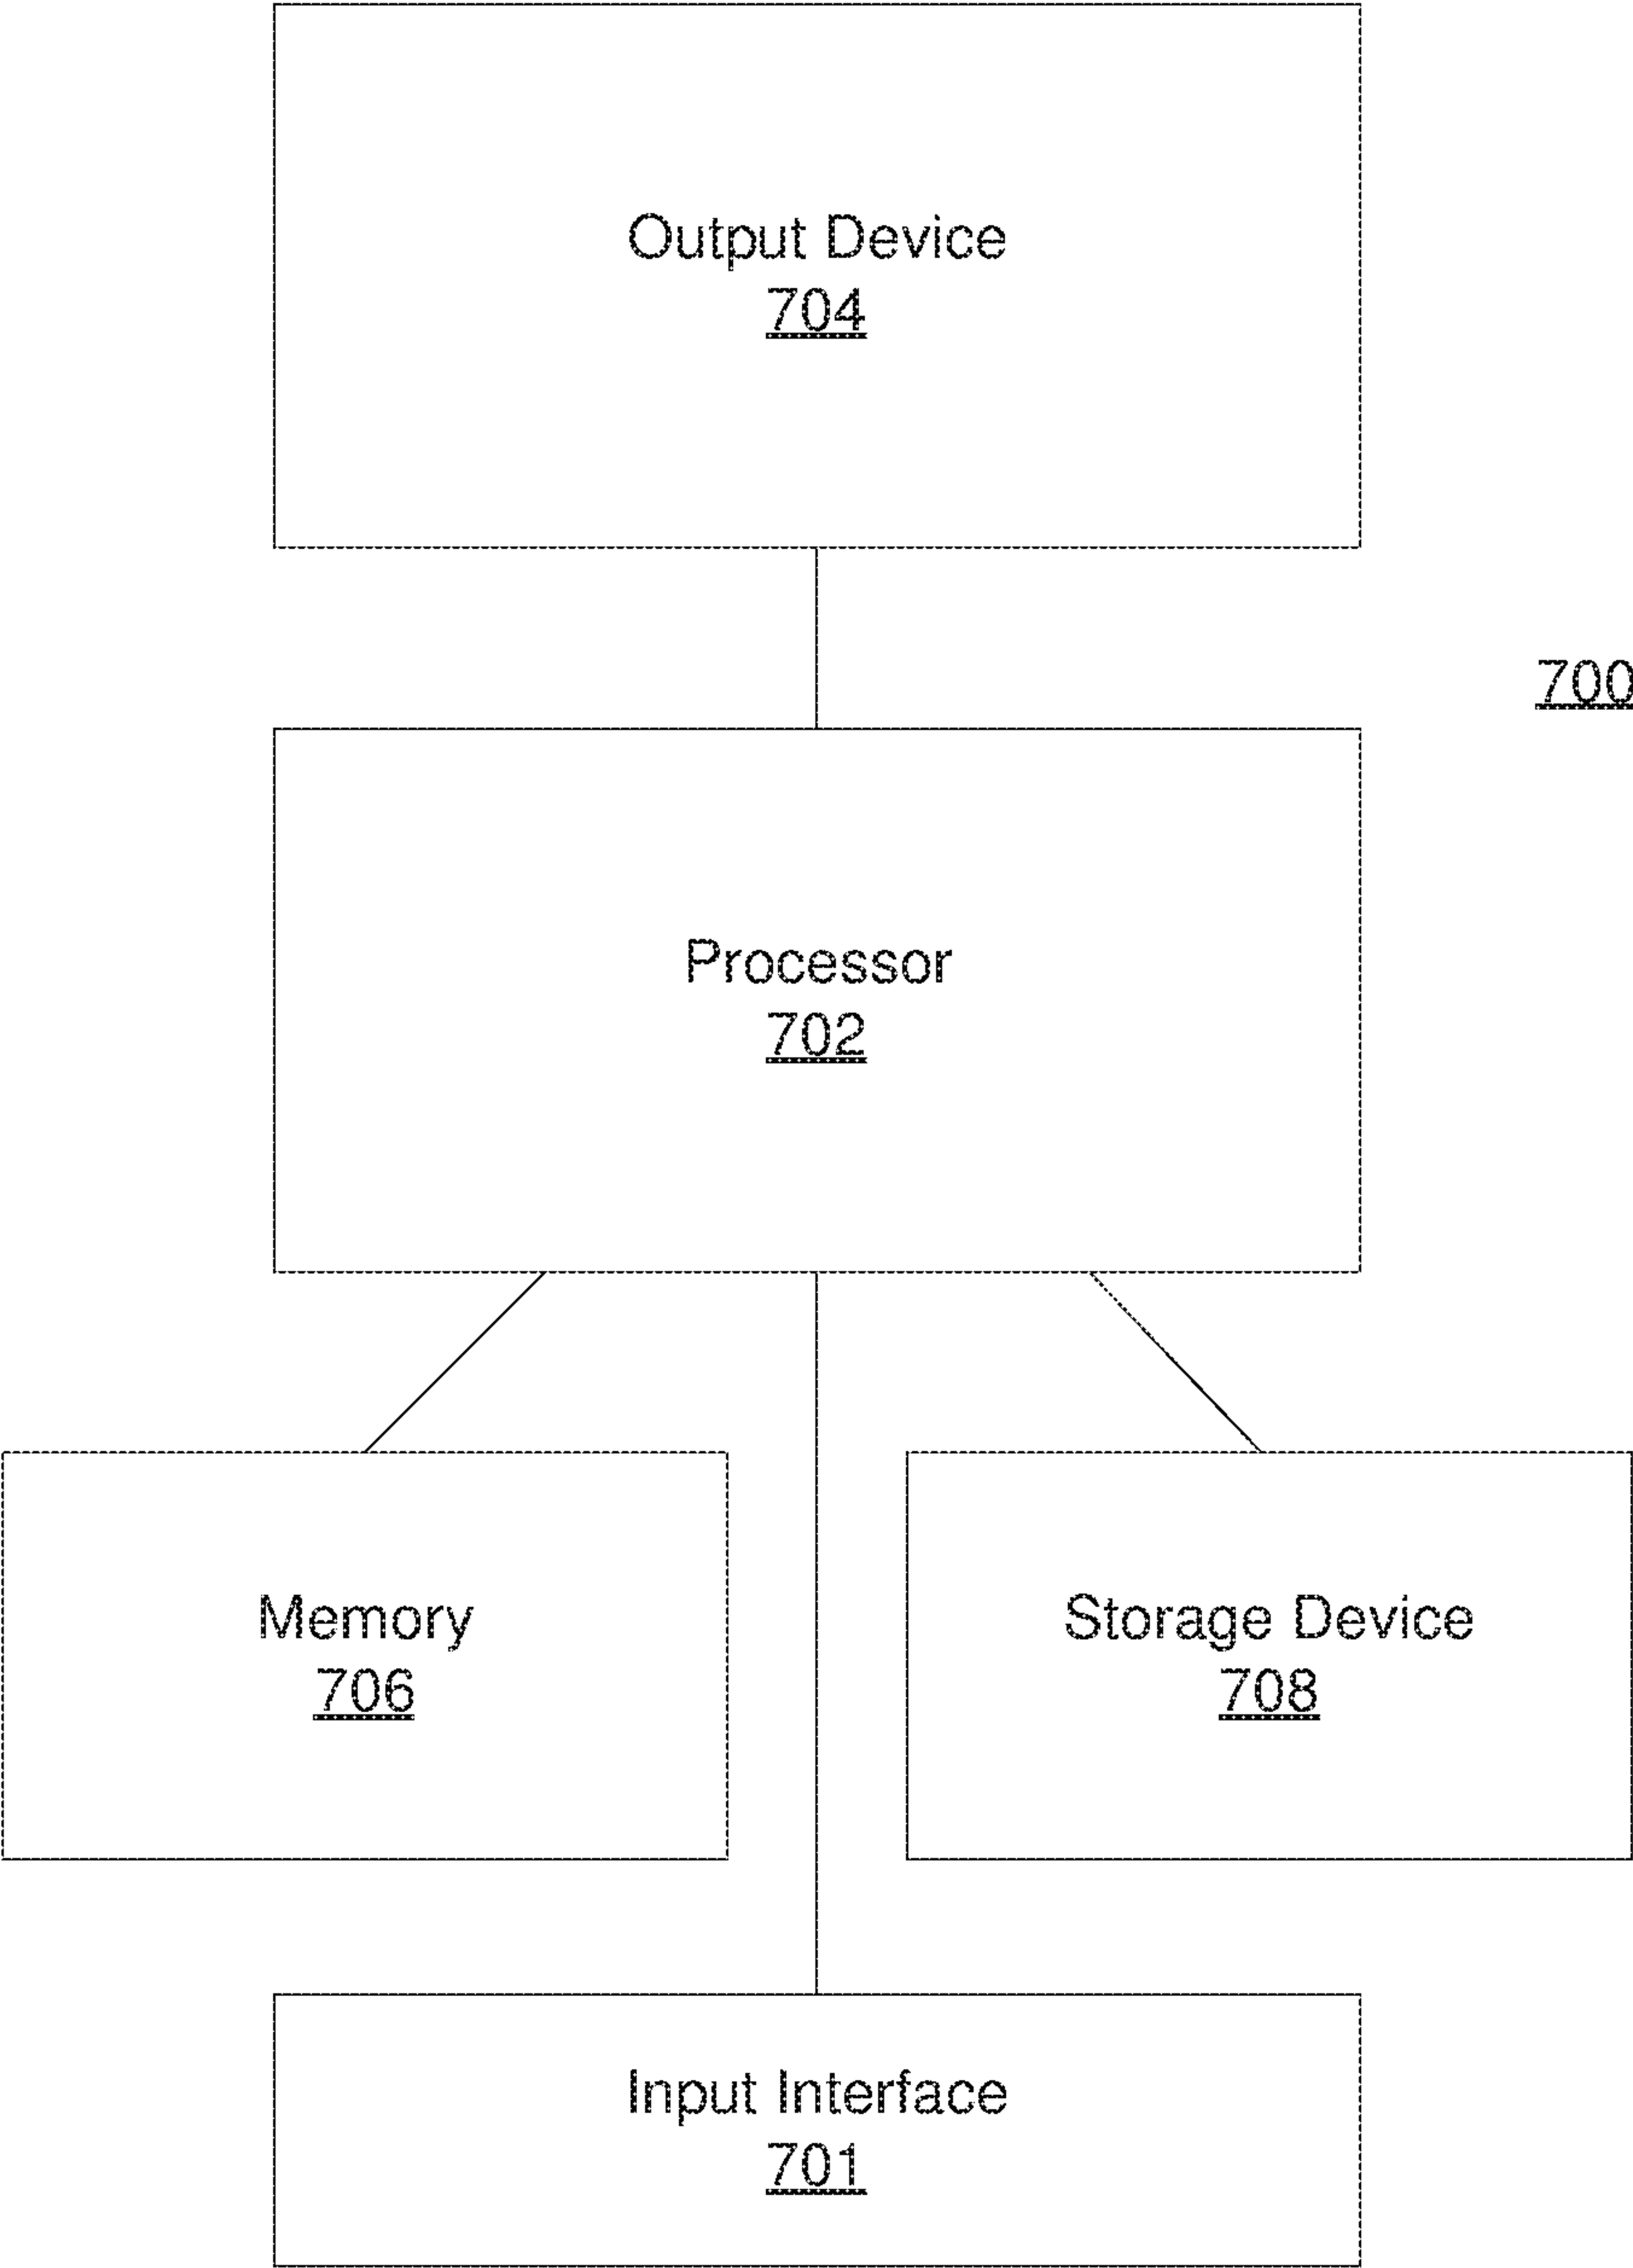 Output Device
704
700
Processor
702
Memory
706
Storage Device
708
Input Interface
701